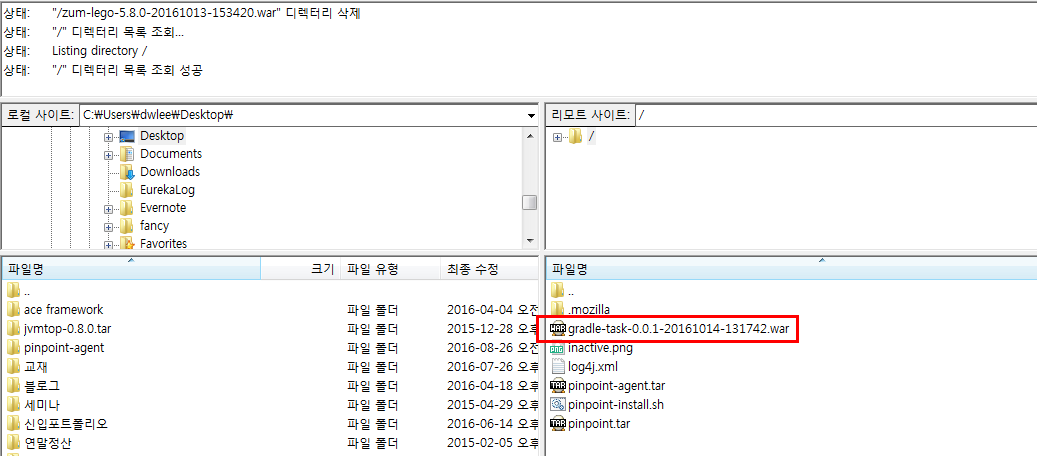 상태: "/zum-lego-5.8.0-20161013-153420.war" 디렉터리 삭제
상태: "/" 디렉터리 목록 조회...
상태: Listing directory /
상태: "/" 디렉터리 목록 조회 성공
로컬 사이트: C:₩Users₩dwlee₩Desktop₩
Desktop
Documents
Downloads
EurekaLog
Evernote
fancy
Favorites
리모트 사이트: /
/
파일명 크기 파일 유형 최종 수정
..
ace framework 파일 폴더 2016-04-04 오전
jvmtop-0.8.0.tar 파일 폴더 2015-12-28 오후
pinpoint-agent 파일 폴더 2016-08-26 오전
교재 파일 폴더 2016-07-26 오후
블로그 파일 폴더 2016-04-18 오후
세미나 파일 폴더 2015-04-29 오후
신입포트폴리오 파일 폴더 2016-06-14 오후
연말정산 파일 폴더 2015-02-05 오후
파일명
..
.mozilla
gradle-task-0.0.1-20161014-131742.war
inactive.png
log4j.xml
pinpoint-agent.tar
pinpoint-install.sh
pinpoint.tar